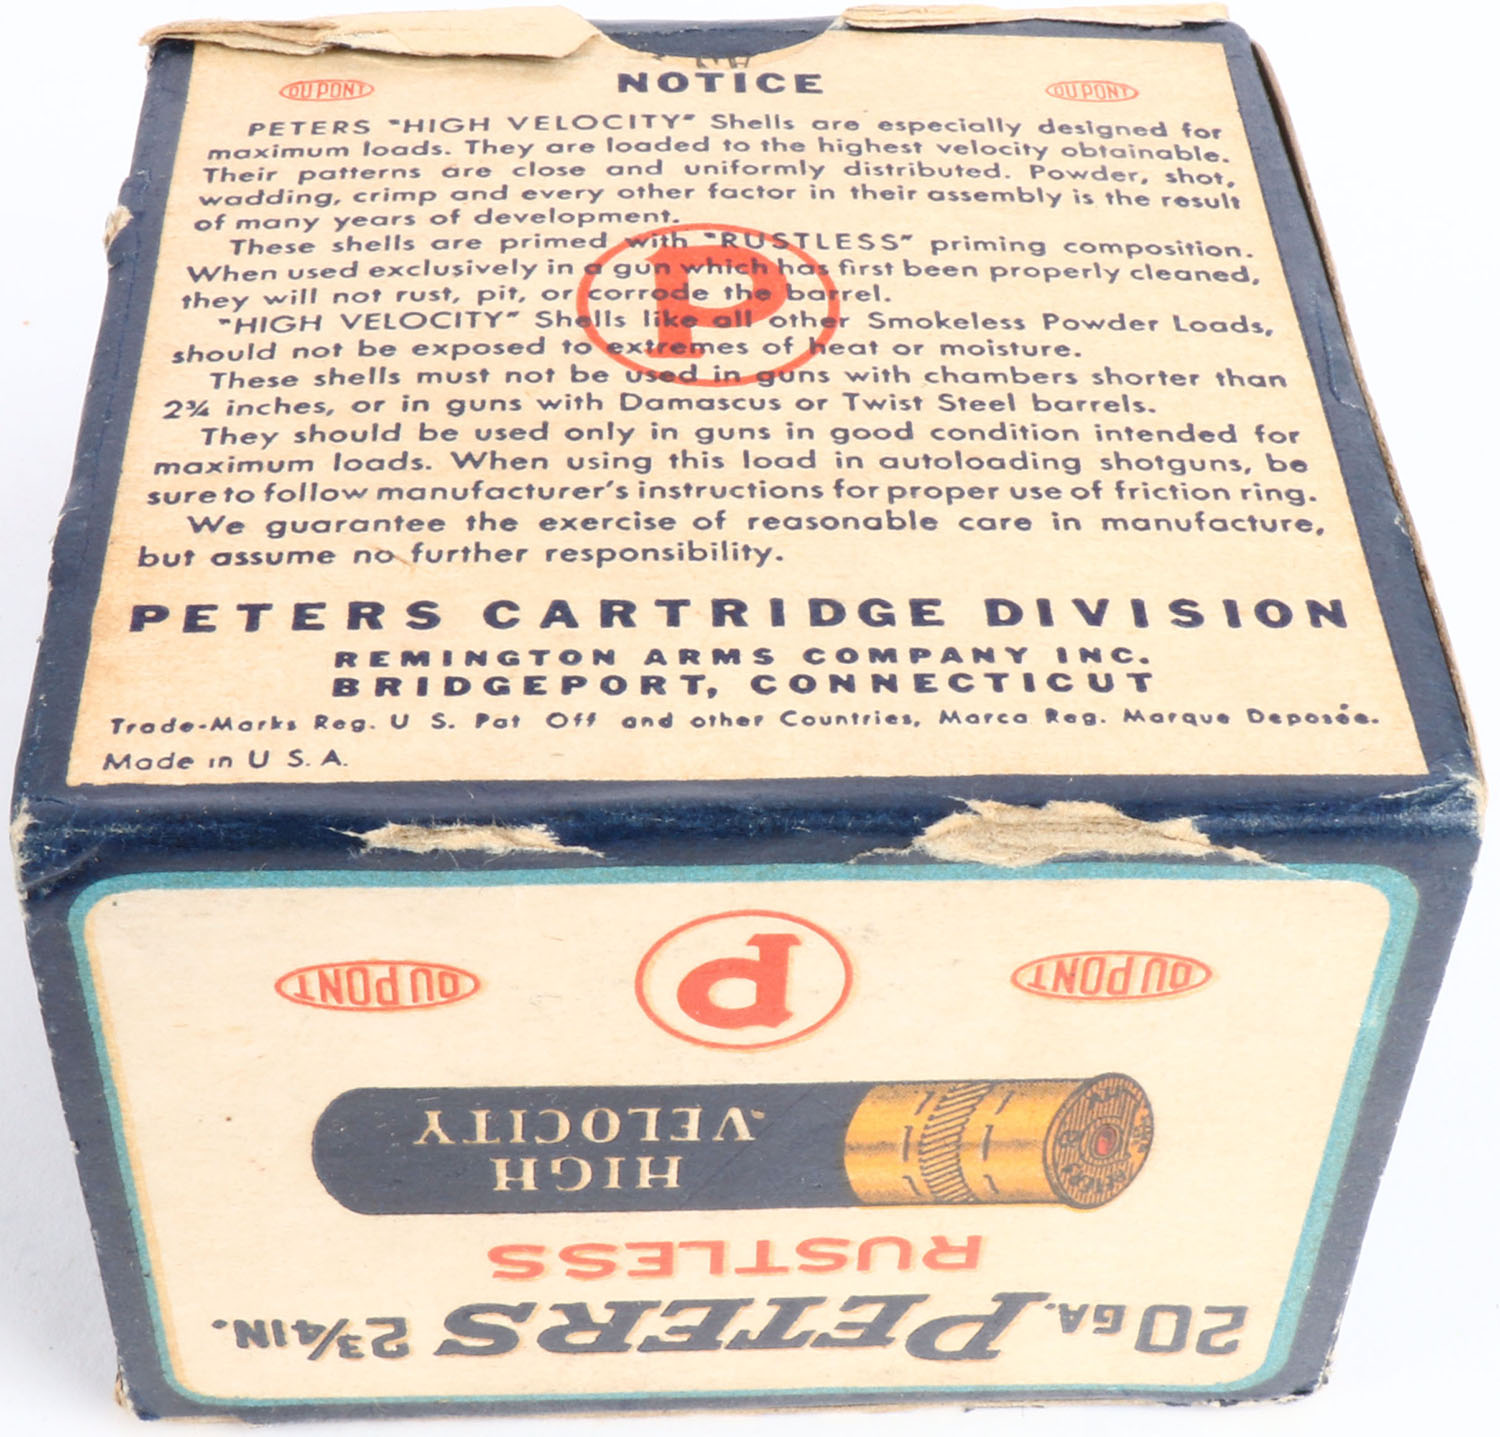 NOTICE
DU PONT
DU PONT
PETERS "HIGH VELOCITY" Shells are especially designed for
maximum loads. They are loaded to the highest velocity obtainable.
Their patterns are close and uniformly distributed. Powder, shot,
wadding, crimp and every other factor in their assembly is the result
of many years of development.
These shells are primed with "RUSTLESS" priming composition.
When used exclusively in a gun which has first been properly cleaned,
they will not rust, pit, or corrode the barrel.
"HIGH VELOCITY" Shells like all other Smokeless Powder Loads,
should not be exposed to extremes of heat or moisture.
These shells must not be used in guns with chambers shorter than
2¾ inches, or in guns with Damascus or Twist Steel barrels.
They should be used only in guns in good condition intended for
maximum loads. When using this load in autoloading shotguns, be
sure to follow manufacturer's instructions for proper use of friction ring.
We guarantee the exercise of reasonable care in manufacture,
but assume no further responsibility.
P
PETERS CARTRIDGE DIVISION
REMINGTON ARMS COMPANY INC.
BRIDGEPORT, CONNECTICUT
Trade-Marks Reg. U S. Pat Off and other Countries, Marca Reg. Marque Deposée.
Made in U S. A.
20 GA. PETERS 2¾ IN.
RUSTLESS
HIGH
VELOCITY
PETERS
DU PONT
P
DU PONT